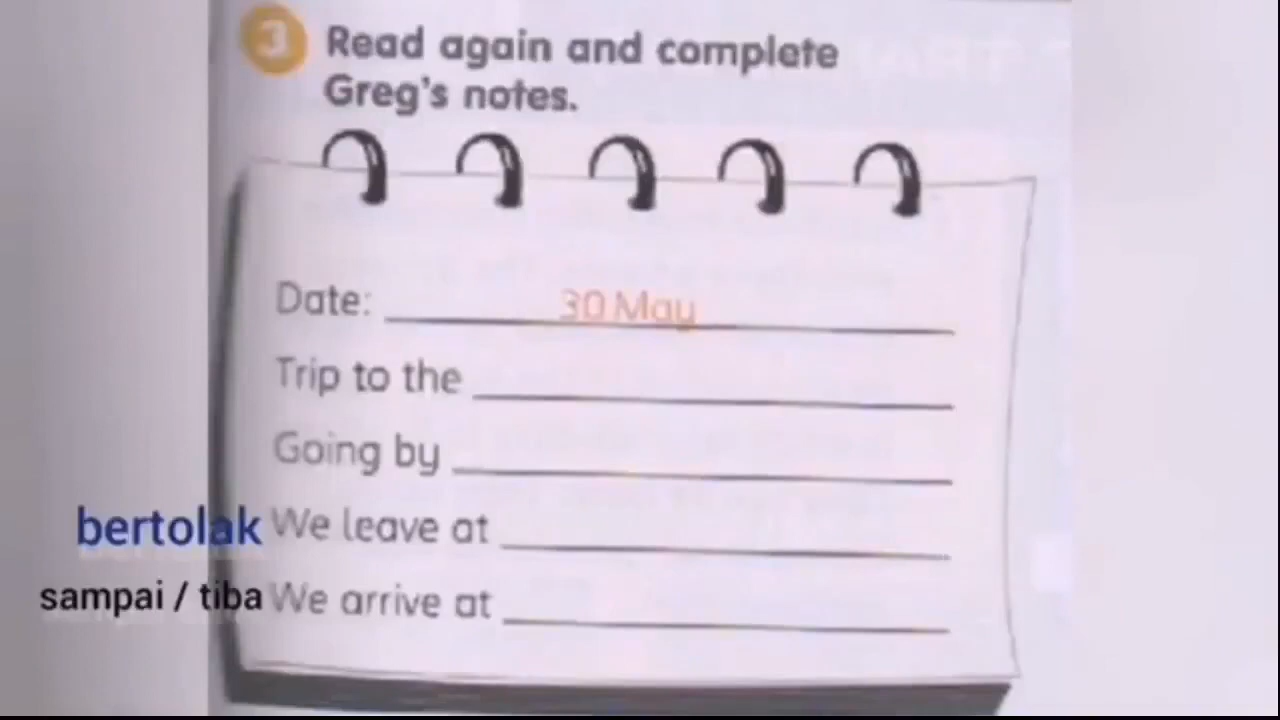 3 Read again and complete
Greg's notes.
Date: 30 May
Trip to the
Going by
bertolak We leave at
sampai / tiba We arrive at